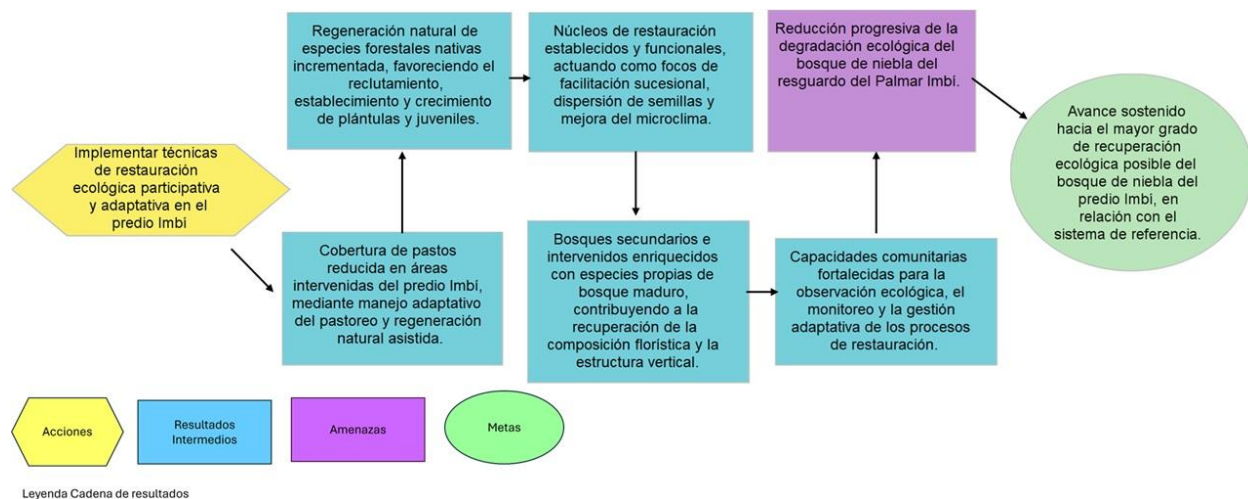 Implementar técnicas
de restauración
ecológica participativa
y adaptativa en el
predio Imbí
Cobertura de pastos
reducida en áreas
intervenidas del predio Imbí,
mediante manejo adaptativo
del pastoreo y regeneración
natural asistida.
Regeneración natural de
especies forestales nativas
incrementada, favoreciendo el
reclutamiento,
establecimiento y crecimiento
de plántulas y juveniles.
Núcleos de restauración
establecidos y funcionales,
actuando como focos de
facilitación sucesional,
dispersión de semillas y
mejora del microclima.
Bosques secundarios e
intervenidos enriquecidos
con especies propias de
bosque maduro,
contribuyendo a la
recuperación de la
composición florística y la
estructura vertical.
Capacidades comunitarias
fortalecidas para la
observación ecológica, el
monitoreo y la gestión
adaptativa de los procesos
de restauración.
Reducción progresiva de la
degradación ecológica del
bosque de niebla del
resguardo del Palmar Imbí.
Avance sostenido
hacia el mayor grado
de recuperación
ecológica posible del
bosque de niebla del
predio Imbí, en
relación con el
sistema de referencia.
Acciones
Resultados
Intermedios
Amenazas
Metas
Leyenda Cadena de resultados